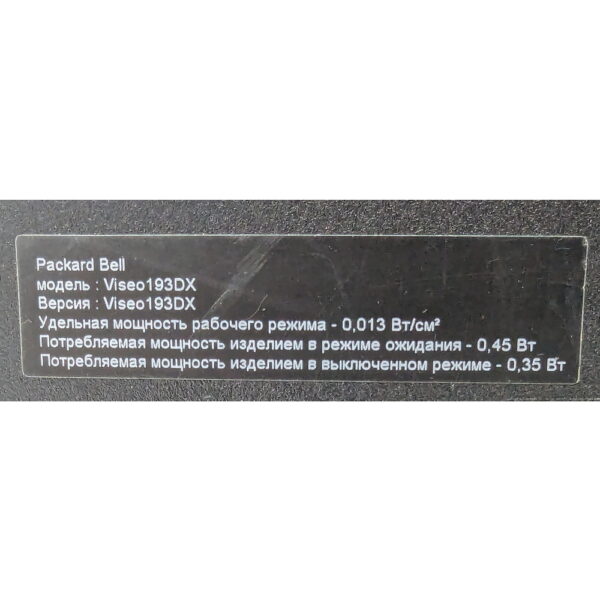 Packard Bell
модель : Viseo193DX
Версия : Viseo193DX
Удельная мощность рабочего режима - 0,013 Вт/см²
Потребляемая мощность изделием в режиме ожидания - 0,45 Вт
Потребляемая мощность изделием в выключенном режиме - 0,35 Вт